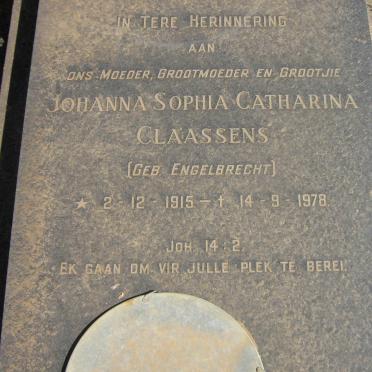 IN TERE HERINNERING
AAN
ONS MOEDER, GROOTMOEDER EN GROOTJIE
JOHANNA SOPHIA CATHARINA
CLAASSENS
(GEB. ENGELBRECHT)
★ 2-12-1915 — † 14-9-1978
JOH. 14:2.
EK GAAN OM VIR JULLE PLEK TE BEREI.